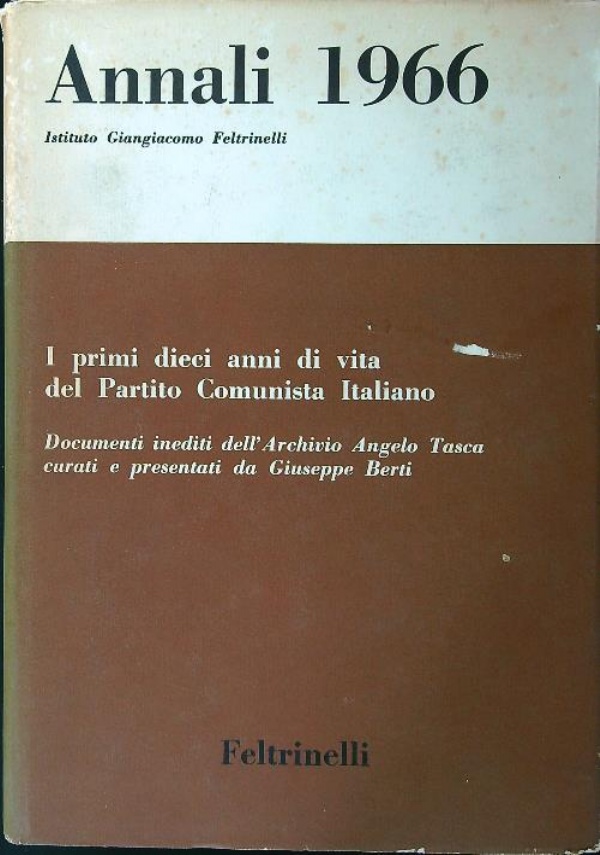 Annali 1966
Istituto Giangiacomo Feltrinelli
I primi dieci anni di vita
del Partito Comunista Italiano
Documenti inediti dell'Archivio Angelo Tasca
curati e presentati da Giuseppe Berti
Feltrinelli